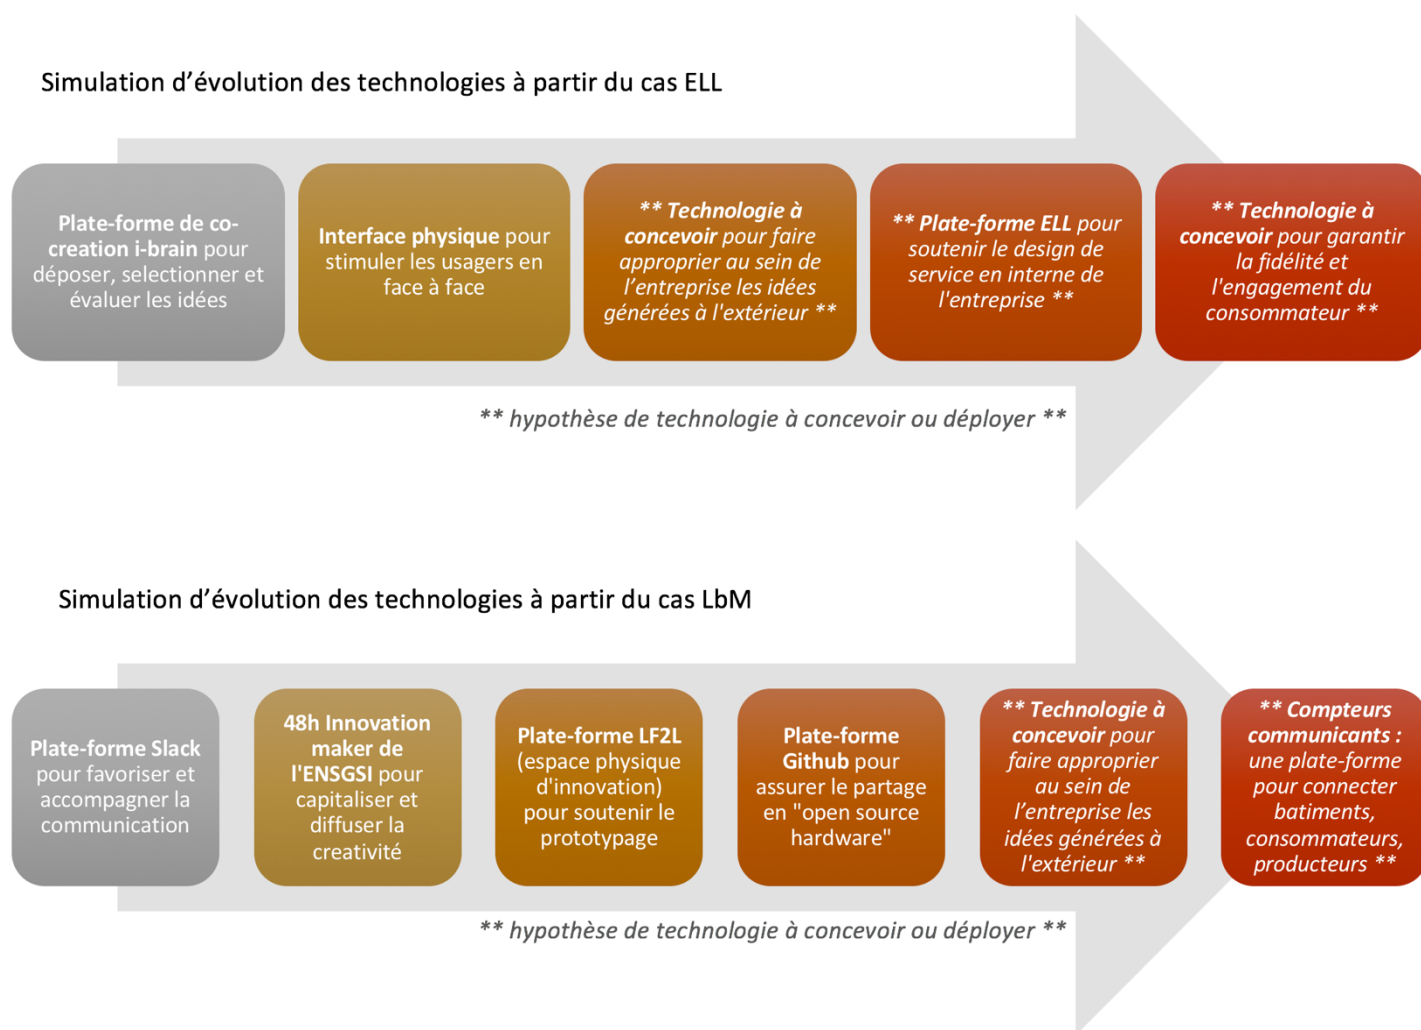 Simulation d’évolution des technologies à partir du cas ELL
Plate-forme de co-
creation i-brain pour
déposer, selectionner et
évaluer les idées
Interface physique pour
stimuler les usagers en
face à face
** Technologie à
concevoir pour faire
approprier au sein de
l’entreprise les idées
générées à l'extérieur **
** Plate-forme ELL pour
soutenir le design de
service en interne de
l'entreprise **
** Technologie à
concevoir pour garantir
la fidélité et
l'engagement du
consommateur **
** hypothèse de technologie à concevoir ou déployer **
Simulation d’évolution des technologies à partir du cas LbM
Plate-forme Slack
pour favoriser et
accompagner la
communication
48h Innovation
maker de
l'ENSGSI pour
capitaliser et
diffuser la
creativité
Plate-forme LF2L
(espace physique
d'innovation)
pour soutenir le
prototypage
Plate-forme
Github pour
assurer le partage
en "open source
hardware"
** Technologie à
concevoir pour
faire approprier
au sein de
l’entreprise les
idées générées à
l'extérieur **
** Compteurs
communicants :
une plate-forme
pour connecter
batiments,
consommateurs,
producteurs **
** hypothèse de technologie à concevoir ou déployer **